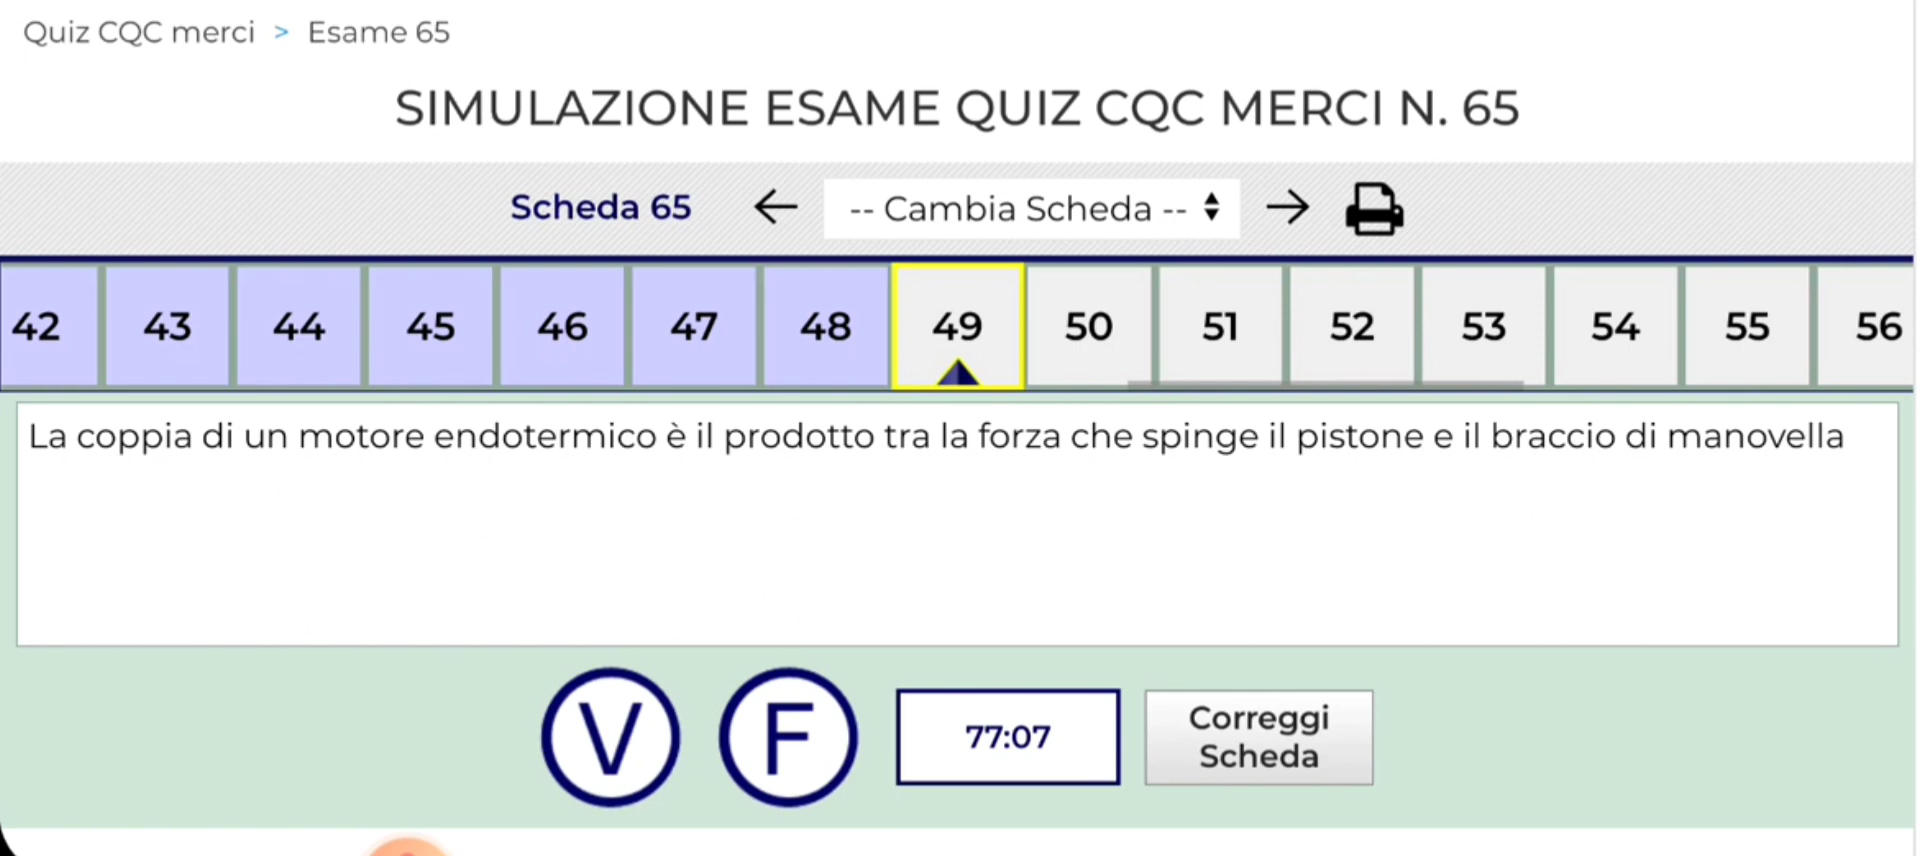 Quiz CQC merci > Esame 65
SIMULAZIONE ESAME QUIZ CQC MERCI N. 65
Scheda 65 ← -- Cambia Scheda -- →
42 43 44 45 46 47 48 49 50 51 52 53 54 55 56
La coppia di un motore endotermico è il prodotto tra la forza che spinge il pistone e il braccio di manovella
V F 77:07 Correggi
Scheda